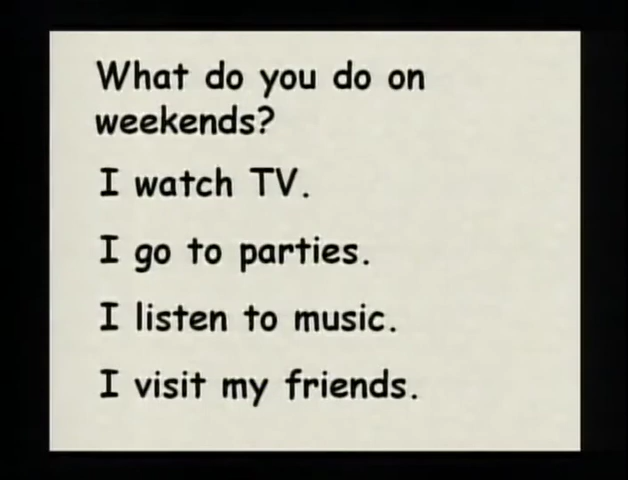 What do you do on
weekends?
I watch TV.
I go to parties.
I listen to music.
I visit my friends.